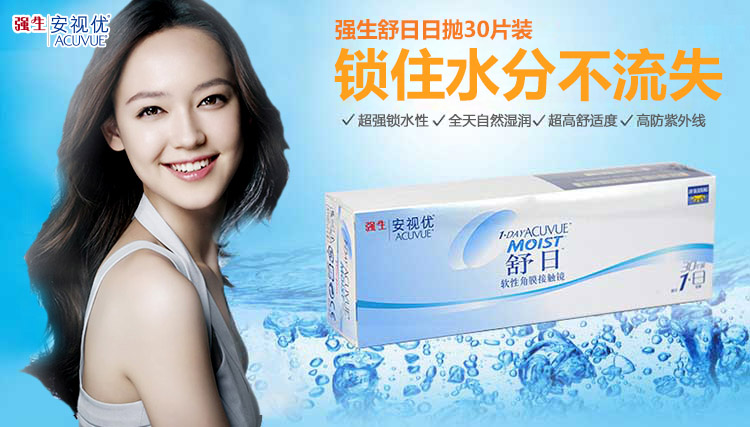 强生 安视优
ACUVUE®
强生舒日日抛30片装
锁住水分不流失
✓ 超强锁水性 ✓ 全天自然湿润 ✓ 超高舒适度 ✓ 高防紫外线
强生 安视优
ACUVUE®
1-DAY ACUVUE™
MOIST™
舒日
软性角膜接触镜
1·日